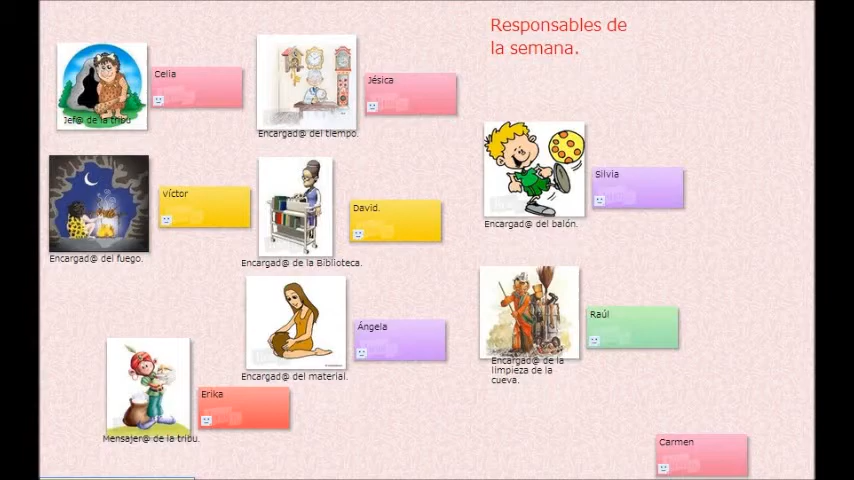 Responsables de
la semana.
Celia
Jef@ de la tribu
Jésica
Encargad@ del tiempo.
Silvia
Encargad@ del balón.
víctor
Encargad@ del fuego.
David.
Encargad@ de la Biblioteca.
Ángela
Encargad@ del material.
Raúl
Encargad@ de la
limpieza de la
cueva.
Erika
Mensajer@ de la tribu.
Carmen